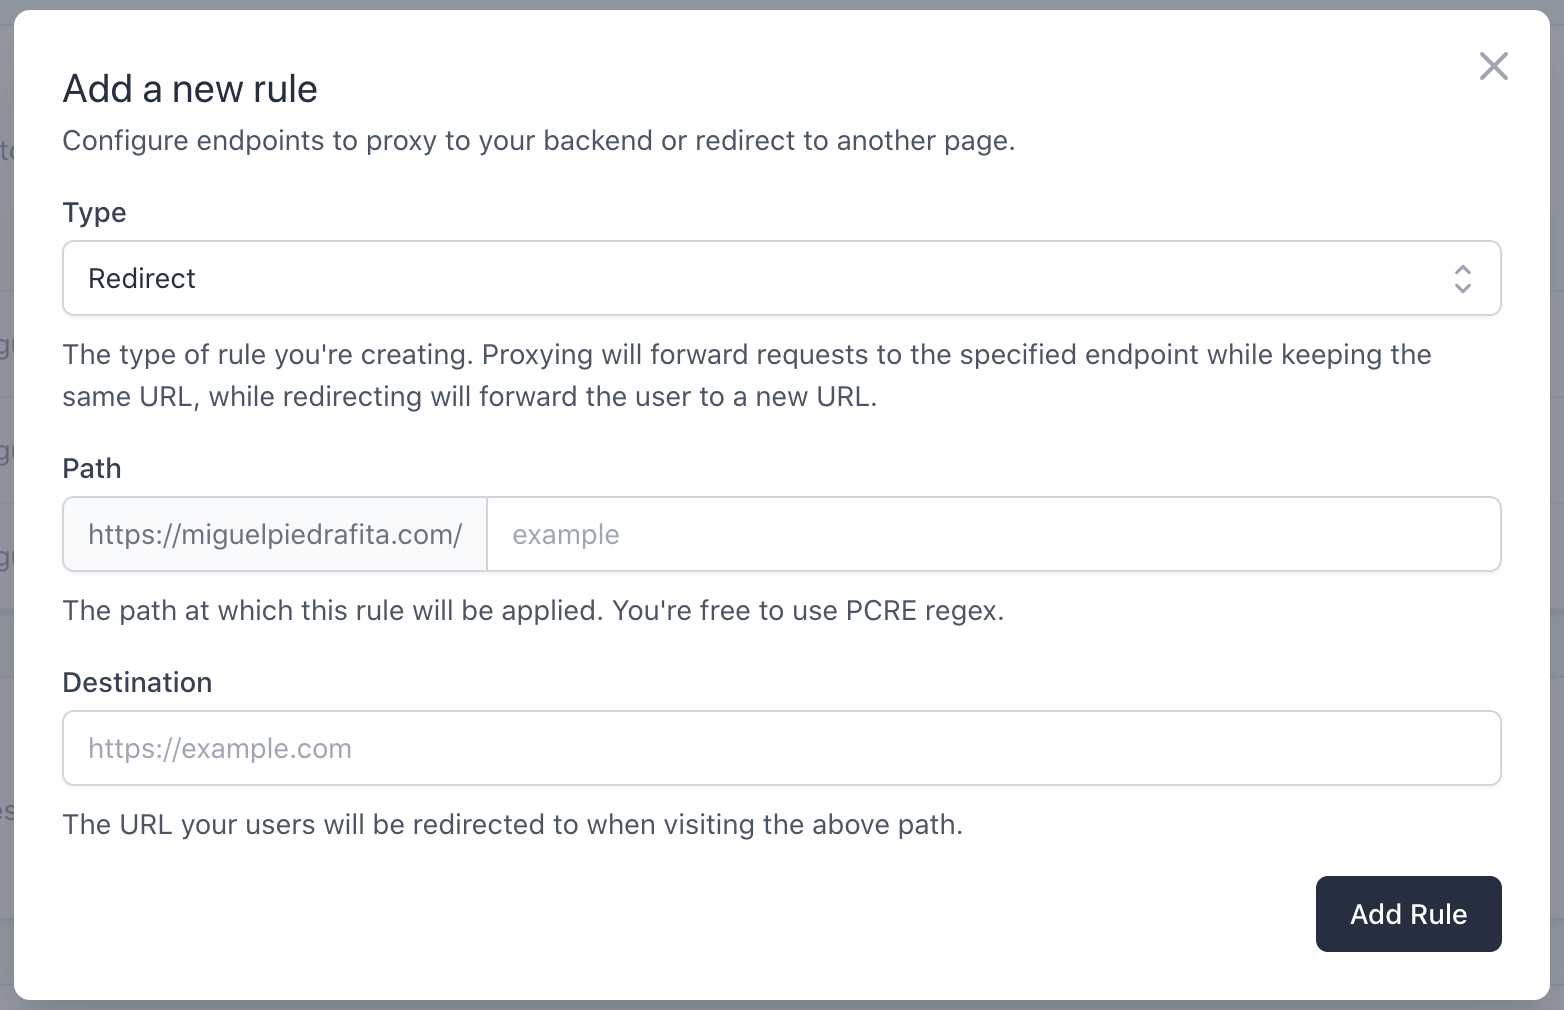 Add a new rule
Configure endpoints to proxy to your backend or redirect to another page.
Type
Redirect
The type of rule you're creating. Proxying will forward requests to the specified endpoint while keeping the
same URL, while redirecting will forward the user to a new URL.
Path
https://miguelpiedrafita.com/ example
The path at which this rule will be applied. You're free to use PCRE regex.
Destination
https://example.com
The URL your users will be redirected to when visiting the above path.
Add Rule